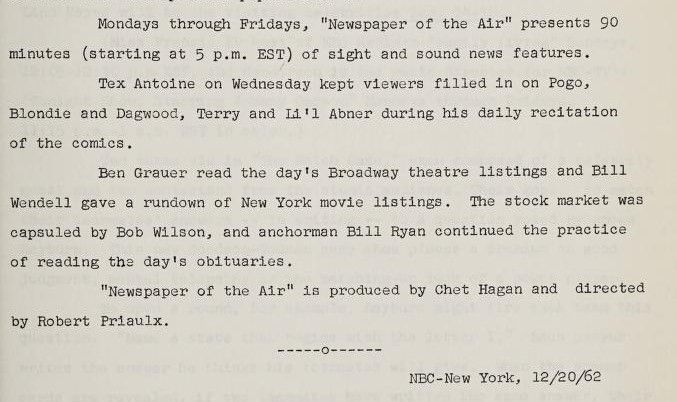 Mondays through Fridays, "Newspaper of the Air" presents 90
minutes (starting at 5 p.m. EST) of sight and sound news features.
Tex Antoine on Wednesday kept viewers filled in on Pogo,
Blondie and Dagwood, Terry and Li'l Abner during his daily recitation
of the comics.
Ben Grauer read the day's Broadway theatre listings and Bill
Wendell gave a rundown of New York movie listings. The stock market was
capsuled by Bob Wilson, and anchorman Bill Ryan continued the practice
of reading the day's obituaries.
"Newspaper of the Air" is produced by Chet Hagan and directed
by Robert Priaulx.
-----o------
NBC-New York, 12/20/62